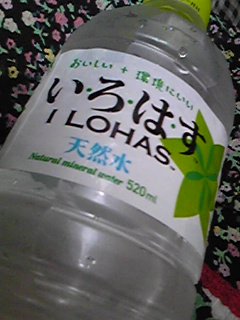 おいしい + 環境にいい
い・ろ・は・す
I LOHAS
天然水
Natural mineral water 520ml